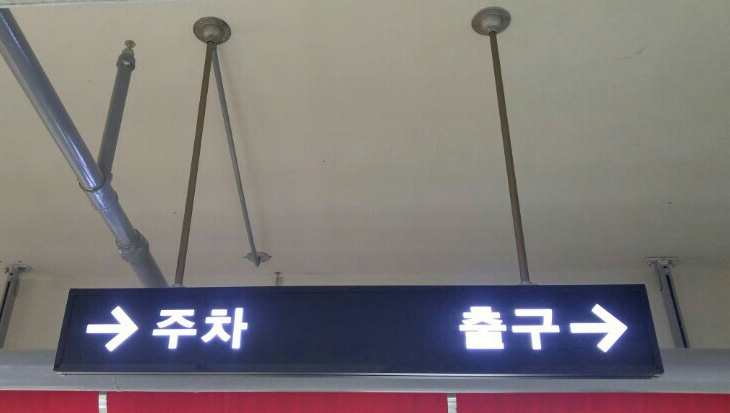 → 주차 출구 →